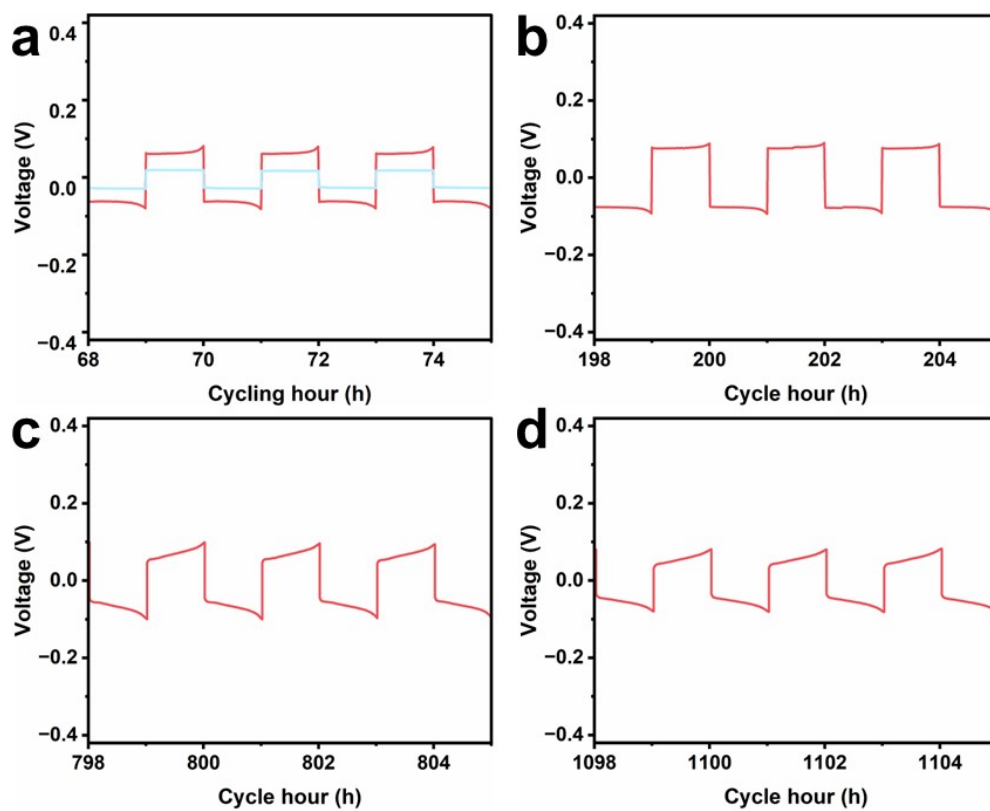 a
0.4
0.2
0.0
−0.2
−0.4
Voltage (V)
68 70 72 74
Cycling hour (h)
b
0.4
0.2
0.0
−0.2
−0.4
Voltage (V)
198 200 202 204
Cycle hour (h)
c
0.4
0.2
0.0
−0.2
−0.4
Voltage (V)
798 800 802 804
Cycle hour (h)
d
0.4
0.2
0.0
−0.2
−0.4
Voltage (V)
1098 1100 1102 1104
Cycle hour (h)